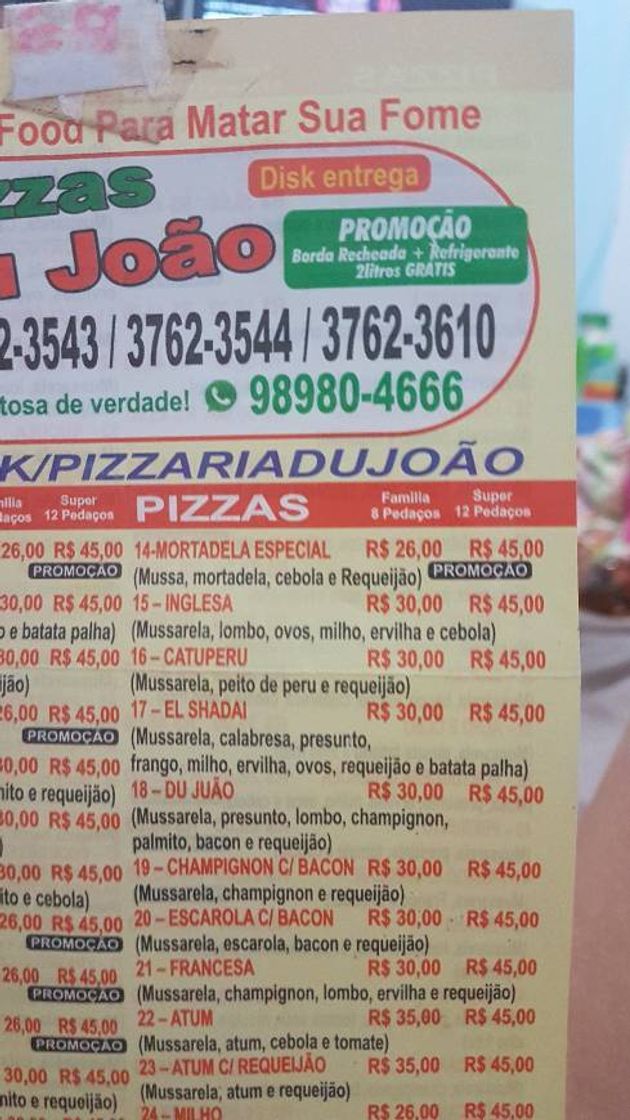 Food Para Matar Sua Fome
zzas
Disk entrega
u João
PROMOÇÃO
Borda Recheada + Refrigerante
2litros GRATIS
2-3543 / 3762-3544 / 3762-3610
tosa de verdade! 98980-4666
K/PIZZARIADUJOÃO
nilia Super PIZZAS Familia Super
daços 12 Pedaços 8 Pedaços 12 Pedaços
26,00 R$ 45,00 14-MORTADELA ESPECIAL R$ 26,00 R$ 45,00
PROMOÇÃO (Mussa, mortadela, cebola e Requeijão) PROMOÇÃO
30,00 R$ 45,00 15 – INGLESA R$ 30,00 R$ 45,00
o e batata palha) (Mussarela, lombo, ovos, milho, ervilha e cebola)
30,00 R$ 45,00 16 – CATUPERU R$ 30,00 R$ 45,00
ijão) (Mussarela, peito de peru e requeijão)
26,00 R$ 45,00 17 – EL SHADAI R$ 30,00 R$ 45,00
PROMOÇÃO (Mussarela, calabresa, presunto,
30,00 R$ 45,00 frango, milho, ervilha, ovos, requeijão e batata palha)
nito e requeijão) 18 – DU JUÃO R$ 30,00 R$ 45,00
30,00 R$ 45,00 (Mussarela, presunto, lombo, champignon,
) palmito, bacon e requeijão)
30,00 R$ 45,00 19 – CHAMPIGNON C/ BACON R$ 30,00 R$ 45,00
ito e cebola) (Mussarela, champignon e requeijão)
26,00 R$ 45,00 20 – ESCAROLA C/ BACON R$ 30,00 R$ 45,00
PROMOÇÃO (Mussarela, escarola, bacon e requeijão)
26,00 R$ 45,00 21 – FRANCESA R$ 30,00 R$ 45,00
PROMOÇÃO (Mussarela, champignon, lombo, ervilha e requeijão)
26,00 R$ 45,00 22 – ATUM R$ 35,00 R$ 45,00
PROMOÇÃO (Mussarela, atum, cebola e tomate)
30,00 R$ 45,00 23 – ATUM C/ REQUEIJÃO R$ 35,00 R$ 45,00
nito e requeijão) (Mussarela, atum e requeijão)
24 – MILHO R$ 26,00 R$ 45,00